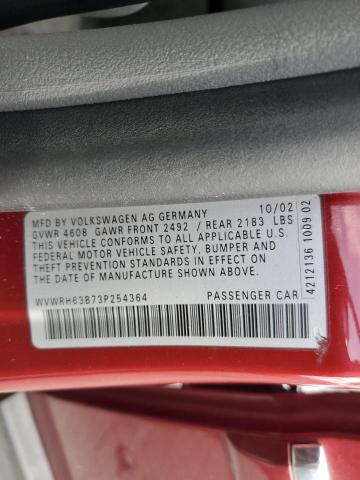 MFD BY VOLKSWAGEN AG GERMANY 10/02
GVWR 4608 GAWR FRONT 2492 / REAR 2183 LBS
THIS VEHICLE CONFORMS TO ALL APPLICABLE U.S.
FEDERAL MOTOR VEHICLE SAFETY, BUMPER AND
THEFT PREVENTION STANDARDS IN EFFECT ON
THE DATE OF MANUFACTURE SHOWN ABOVE.
WVWRH63B73P254364 PASSENGER CAR
4212136 1009 02